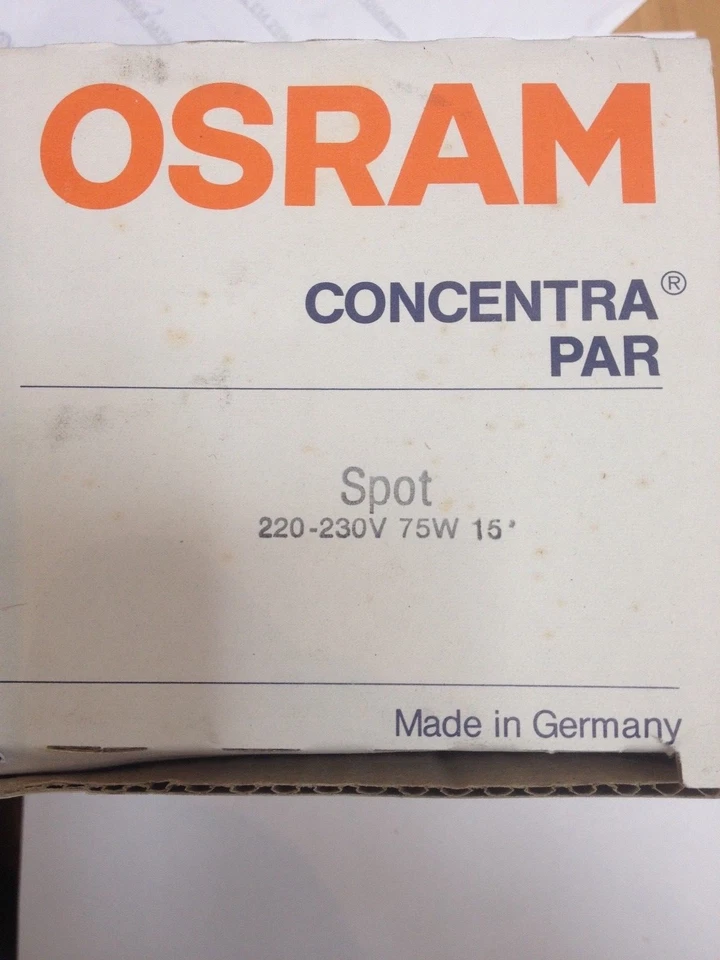 OSRAM
CONCENTRA®
PAR
Spot
220-230V 75W 15°
Made in Germany